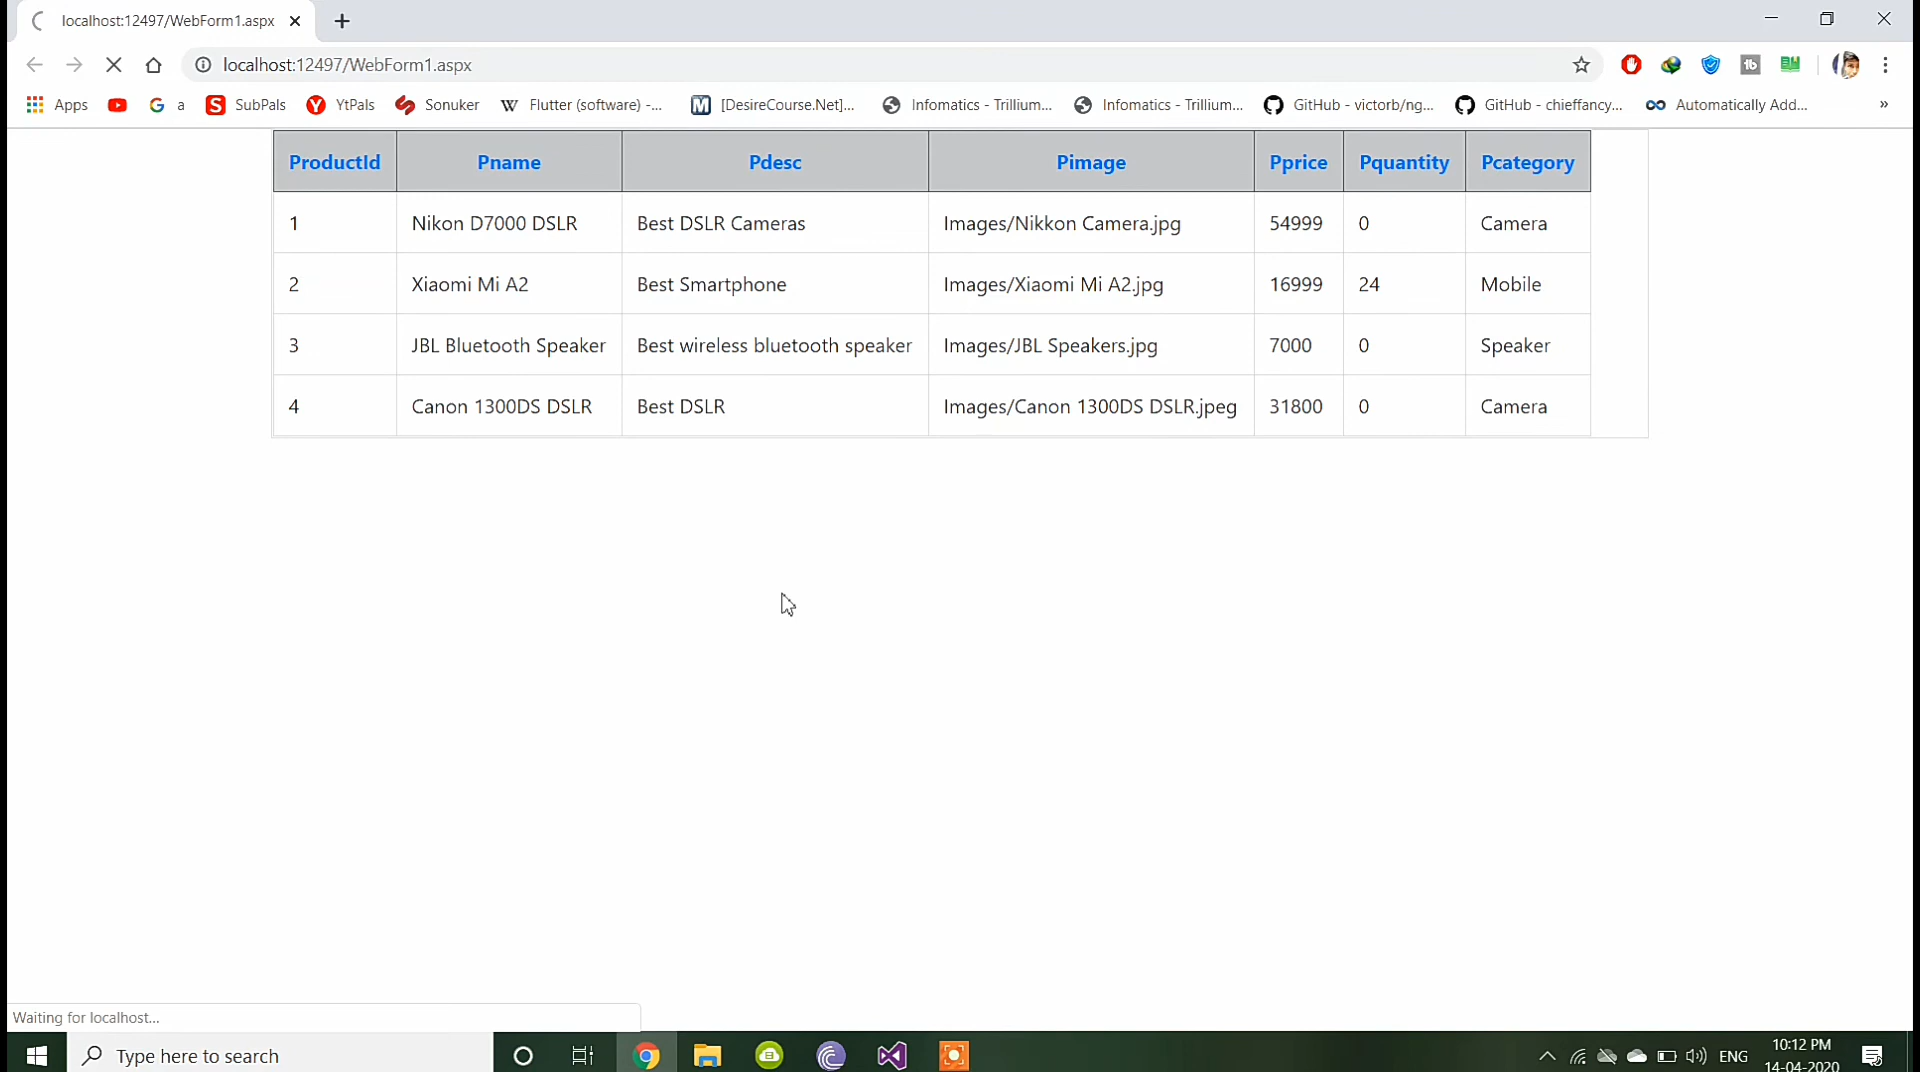 localhost:12497/WebForm1.aspx
localhost:12497/WebForm1.aspx
Apps a SubPals YtPals Sonuker Flutter (software) -... [DesireCourse.Net]... Infomatics - Trillium... Infomatics - Trillium... GitHub - victorb/ng... GitHub - chieffancy... Automatically Add... »
ProductId Pname Pdesc Pimage Pprice Pquantity Pcategory
1 Nikon D7000 DSLR Best DSLR Cameras Images/Nikkon Camera.jpg 54999 0 Camera
2 Xiaomi Mi A2 Best Smartphone Images/Xiaomi Mi A2.jpg 16999 24 Mobile
3 JBL Bluetooth Speaker Best wireless bluetooth speaker Images/JBL Speakers.jpg 7000 0 Speaker
4 Canon 1300DS DSLR Best DSLR Images/Canon 1300DS DSLR.jpeg 31800 0 Camera
Waiting for localhost...
Type here to search
ENG
10:12 PM
14-04-2020